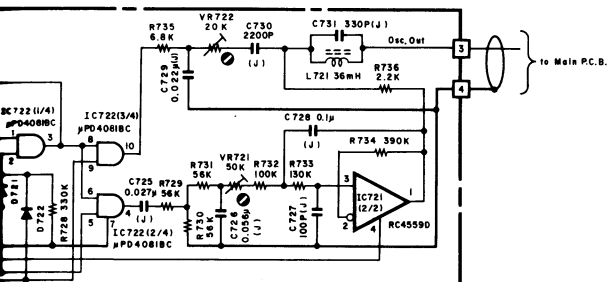 R735
6.8K
VR722
20K
C730
2200P
(J)
C731 330P(J)
L721 36mH
Osc. Out
3
4
to Main P.C.B.
C729
0.022μ(J)
R736
2.2K
IC722(1/4)
μPD4081BC
1
2
3
IC722(3/4)
μPD4081BC
8
9
10
C728 0.1μ
(J)
R734 390K
R731
56K
VR721
50K
R732
100K
R733
130K
C725
0.027μ
(J)
R729
56K
6
5
4
7
IC722(2/4)
μPD4081BC
D721
D722
R728 330K
R730
56K
C726
0.056μ
(J)
C727
100P(J)
3
2
1
4
IC721
(2/2)
RC4559D